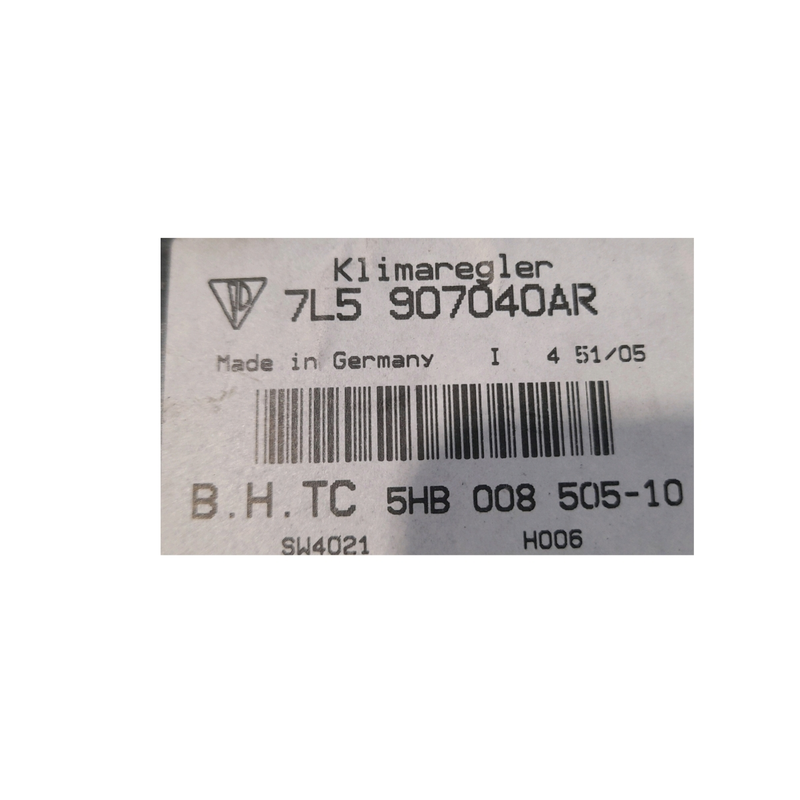 Klimaregler
7L5 907040AR
Made in Germany I 4 51/05
B.H.TC 5HB 008 505-10
SW4021 H006